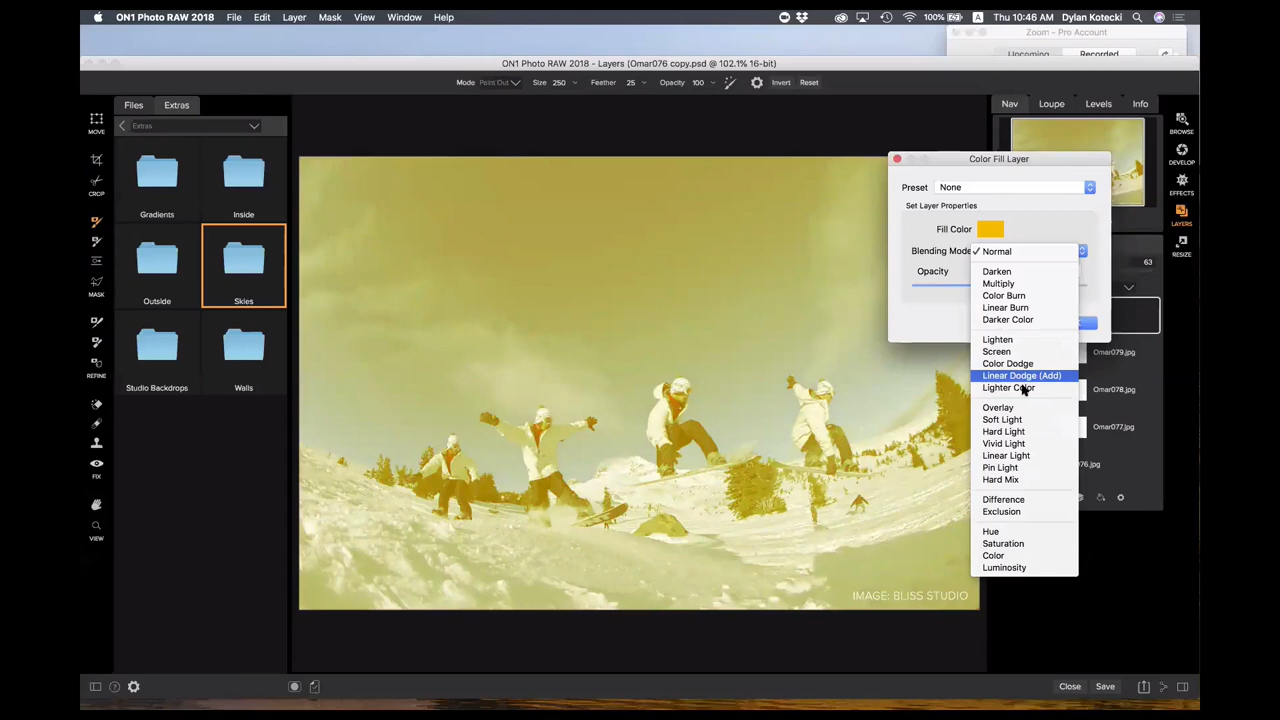 ON1 Photo RAW 2018 File Edit Layer Mask View Window Help 100% A Thu 10:46 AM Dylan Kotecki
Zoom - Pro Account
Upcoming Recorded
ON1 Photo RAW 2018 - Layers (Omar076 copy.psd @ 102.1% 16-bit)
Mode Paint Out Size 250 Feather 25 Opacity 100 Invert Reset
Files Extras
Nav Loupe Levels Info
Extras
MOVE
CROP
MASK
REFINE
FIX
VIEW
Gradients Inside
Outside Skies
Studio Backdrops Walls
IMAGE: BLISS STUDIO
Color Fill Layer
Preset None
Set Layer Properties
Fill Color
Blending Mode
Opacity
Normal
Darken
Multiply
Color Burn
Linear Burn
Darker Color
Lighten
Screen
Color Dodge
Linear Dodge (Add)
Lighter Color
Overlay
Soft Light
Hard Light
Vivid Light
Linear Light
Pin Light
Hard Mix
Difference
Exclusion
Hue
Saturation
Color
Luminosity
63
Omar079.jpg
Omar078.jpg
Omar077.jpg
76.jpg
BROWSE
DEVELOP
EFFECTS
LAYERS
RESIZE
Close Save